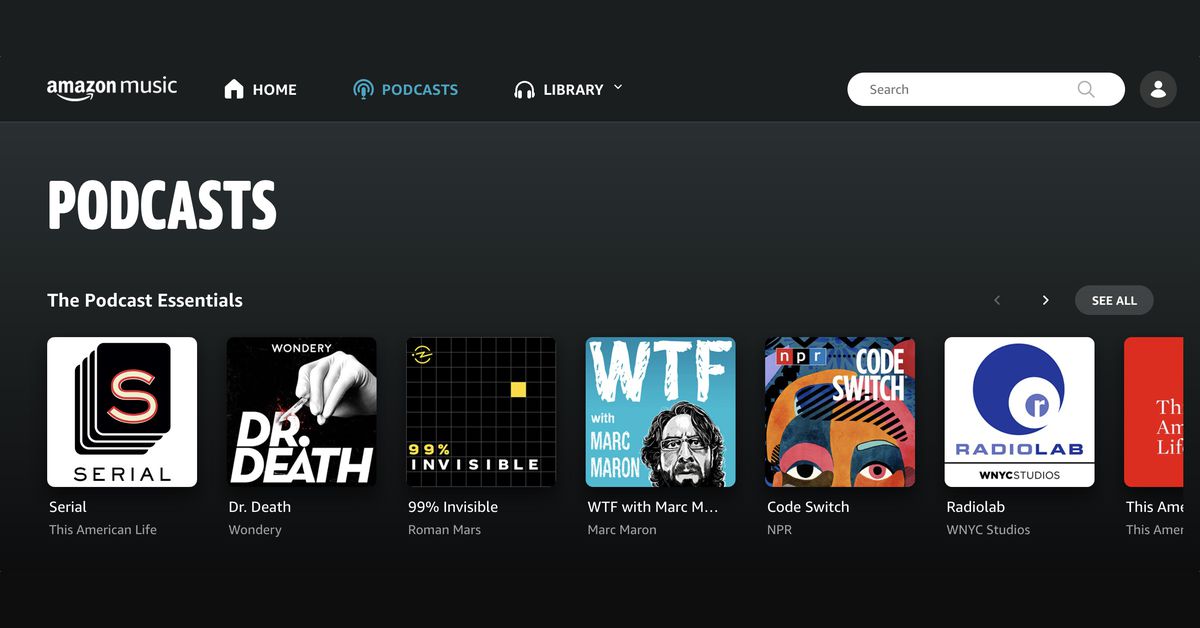 amazon music
HOME
PODCASTS
LIBRARY
Search
PODCASTS
The Podcast Essentials
SEE ALL
S
SERIAL
WONDERY
DR.
DEATH
99%
INVISIBLE
WTF
with
MARC
MARON
npr
CODE
SW!TCH
r
RADIOLAB
WNYCSTUDIOS
Th
Am
Lif
Serial
Dr. Death
99% Invisible
WTF with Marc M...
Code Switch
Radiolab
This Ame
This American Life
Wondery
Roman Mars
Marc Maron
NPR
WNYC Studios
This Amer